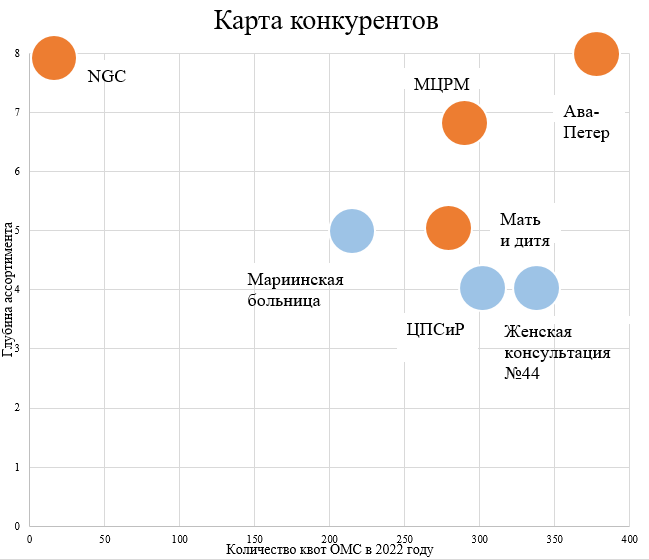 Карта конкурентов
Глубина ассортимента
8
7
6
5
4
3
2
1
0
NGC
МЦРМ
Ава-
Петер
Мать
и дитя
Мариинская
больница
ЦПСиР
Женская
консультация
№44
0 50 100 150 200 250 300 350 400
Количество квот ОМС в 2022 году